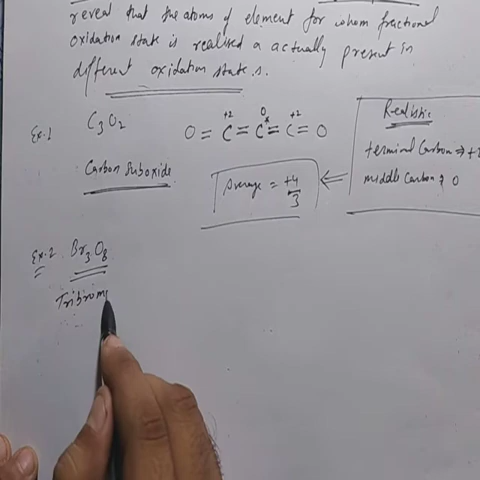 reveal that the atoms of element for whom fractional
oxidation state is realised a actually present in
different oxidation state.s.
Ex.1 C3O2
+2 0 +2
O = C = C* = C = O
Carbon Suboxide
Average = +4/3
Realistic
terminal Carbon ⇒ +2
middle Carbon → 0
Ex.2 Br3O8
Tribrom